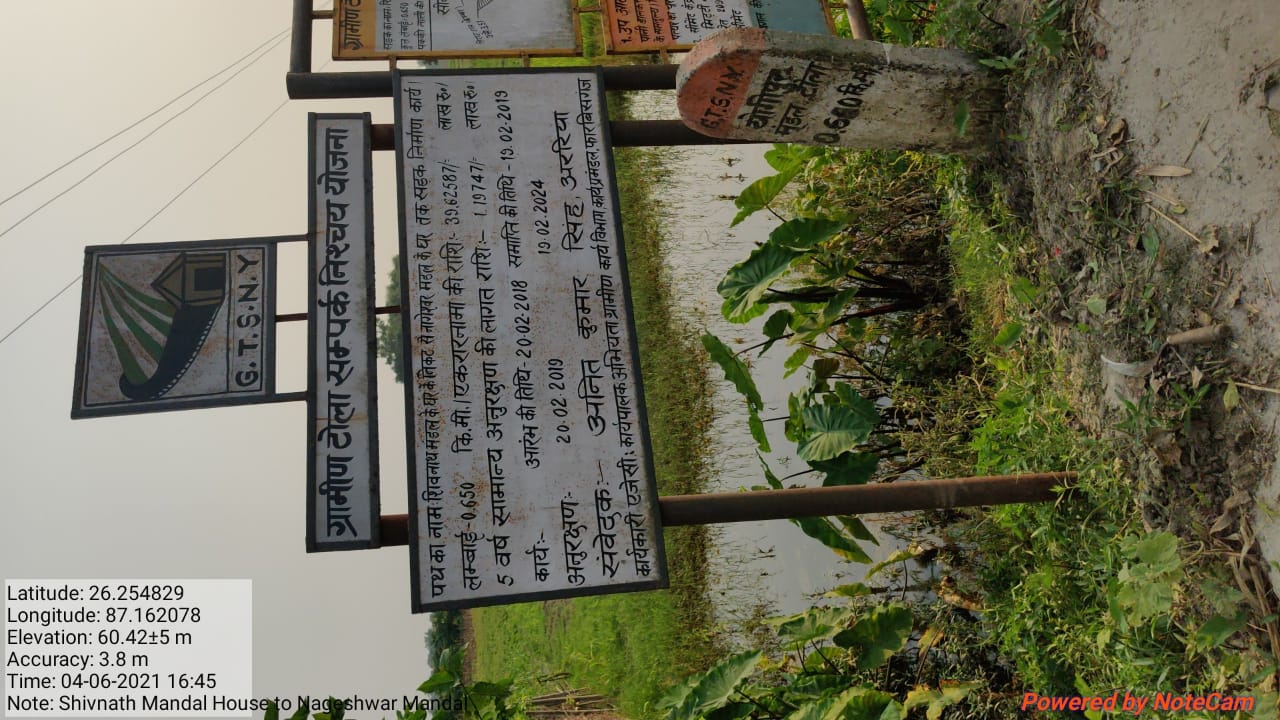 G.T.S.N.Y
ग्रामीण टोला सम्पर्क निश्चय योजना
पथ का नाम: शिवनाथ मंडल के घर के निकट से नागेश्वर मंडल के घर तक सड़क निर्माण कार्य।
लम्बाई-0.650 कि.मी.।एकरारनामा की राशि:- 39.62587/- लाख रु०/
5 वर्ष सामान्य अनुरक्षण की लागत राशि:- 1.19747/- लाख रु०
कार्य:- आरंभ की तिथि-20-02-2018 समाप्ति की तिथि-19-02-2019
अनुरक्षण:- 20.02.2019 19.02.2024
संवेदक:- अनित कुमार सिंह, अररिया
कार्यकारी एजेंसी: कार्यपालक अभियंता ग्रामीण कार्य विभाग, कार्य प्रमंडल, फारबिसगंज
ग्रामीण
1. उप
G.T.S.N.Y
योगीपुर
मंडल टोला
Latitude: 26.254829
Longitude: 87.162078
Elevation: 60.42±5 m
Accuracy: 3.8 m
Time: 04-06-2021 16:45
Note: Shivnath Mandal House to Nageshwar Mandal
Powered by NoteCam